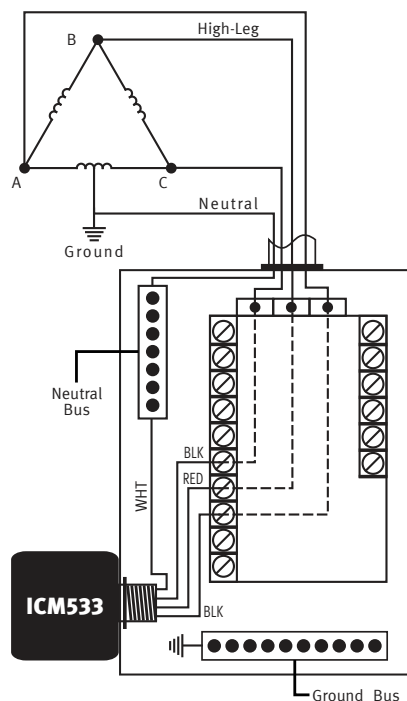 High-Leg
B
A
C
Neutral
Ground
Neutral
Bus
BLK
RED
WHT
BLK
ICM533
Ground Bus